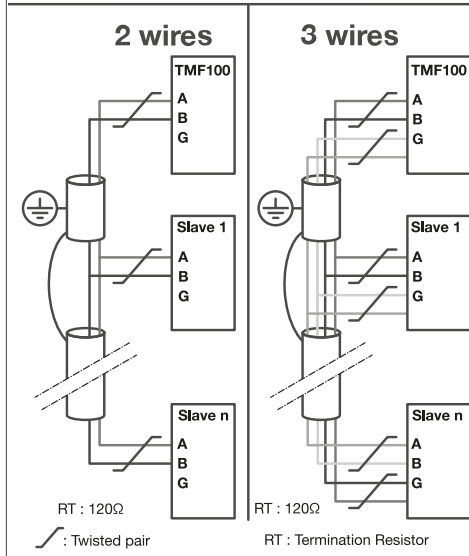 2 wires
TMF100
A
B
G
Slave 1
A
B
G
Slave n
A
B
G
RT : 120Ω
: Twisted pair
3 wires
TMF100
A
B
G
Slave 1
A
B
G
Slave n
A
B
G
RT : 120Ω
RT : Termination Resistor